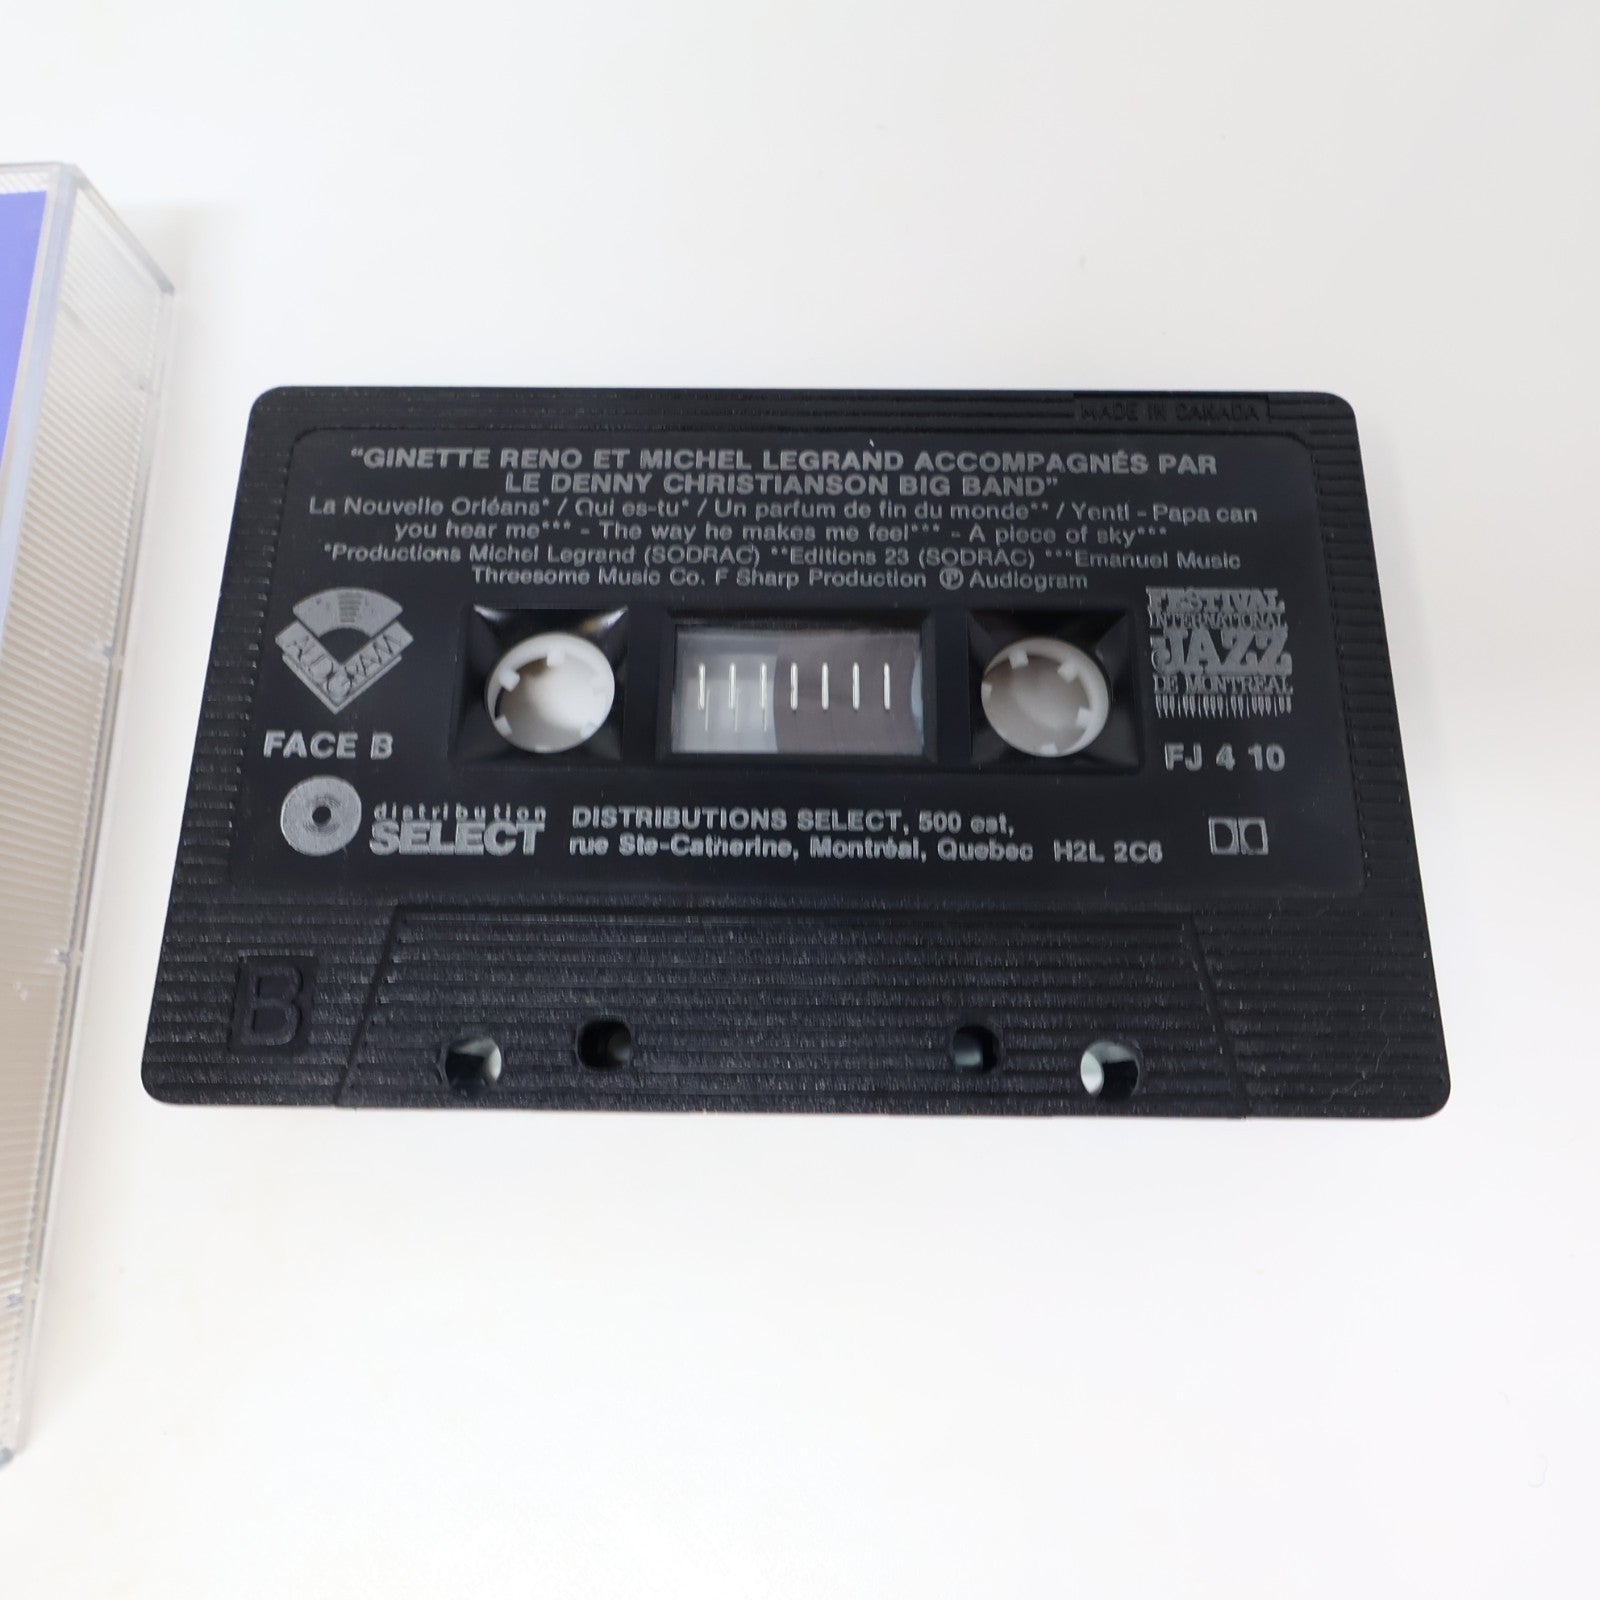 MADE IN CANADA
"GINETTE RENO ET MICHEL LEGRAND ACCOMPAGNÉS PAR
LE DENNY CHRISTIANSON BIG BAND"
La Nouvelle Orléans* / Qui es-tu* / Un parfum de fin du monde** / Yentl - Papa can
you hear me*** - The way he makes me feel*** - A piece of sky***
*Productions Michel Legrand (SODRAC) **Editions 23 (SODRAC) ***Emanuel Music
Threesome Music Co. F Sharp Production ℗ Audiogram
AUDIOGRAM
FESTIVAL
INTERNATIONAL
JAZZ
DE MONTREAL
FACE B
FJ 4 10
distribution
SELECT
DISTRIBUTIONS SELECT, 500 est,
rue Ste-Catherine, Montréal, Quebec H2L 2C6
B